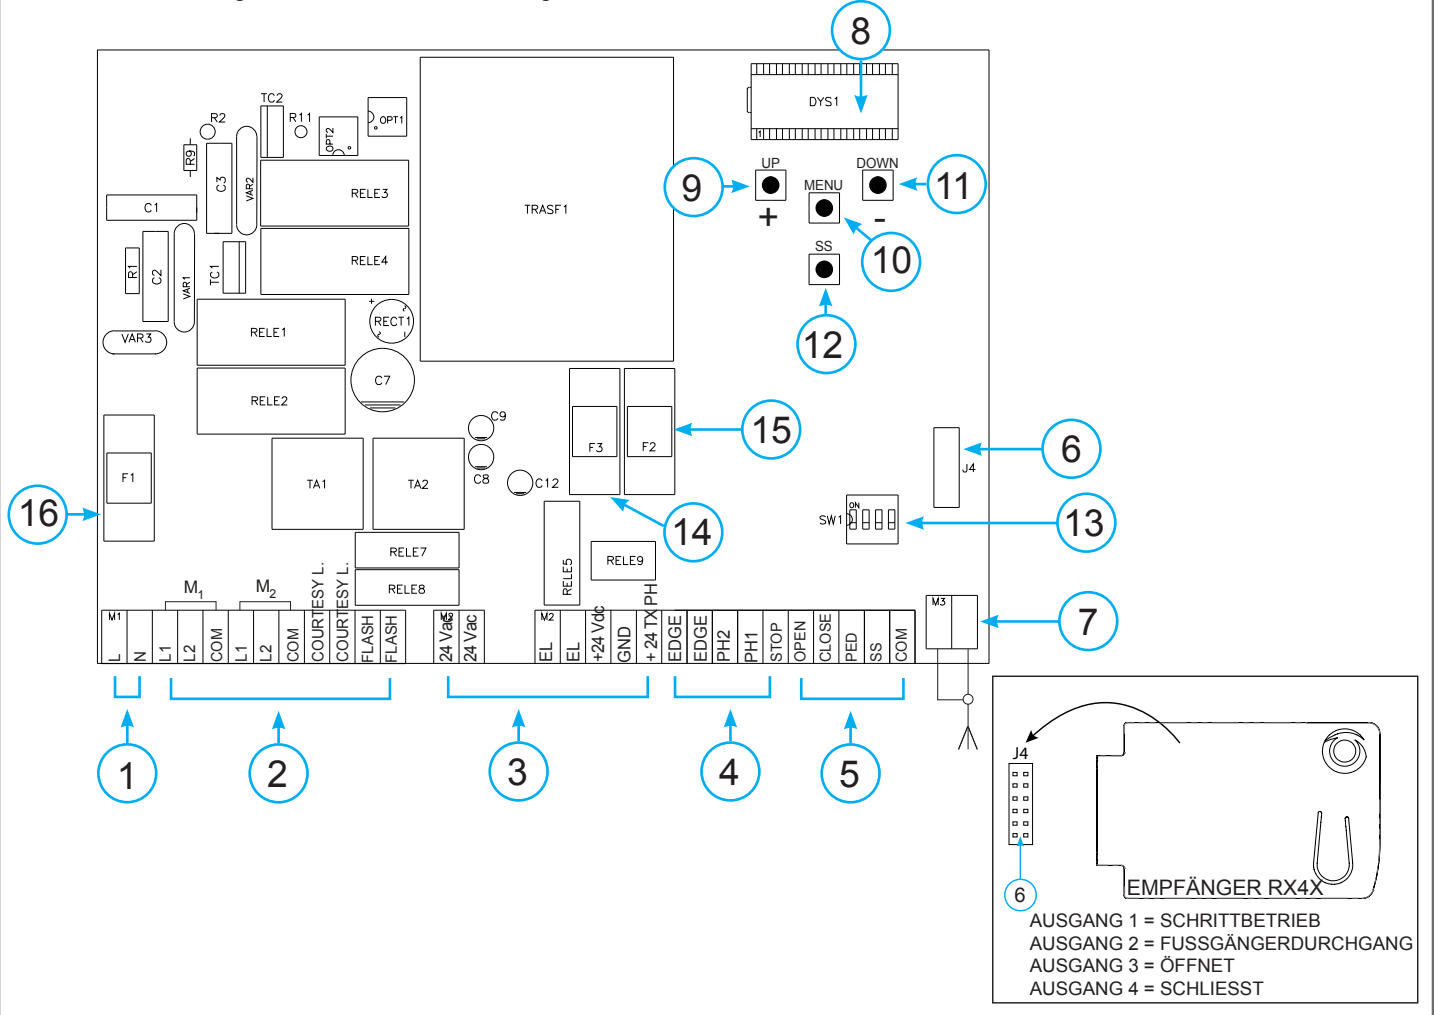 8
DYS1
1
TC2
R2
R11
OPT2
OPT1
R9
C3
VAR2
RELE3
TRASF1
UP
DOWN
MENU
9
+
-
11
10
C1
RELE4
SS
R1
C2
VAR1
TC1
12
RELE1
RECT1
VAR3
C7
RELE2
C9
F3
F2
15
6
J4
F1
TA1
TA2
C8
C12
16
14
ON
SW1
13
RELE7
RELE8
RELE5
RELE9
M1
M2
M1
L
N
L1
L2
COM
L1
L2
COM
COURTESY L.
COURTESY L.
FLASH
FLASH
24 Vac
24 Vac
M2
EL
EL
+24 Vdc
GND
+ 24 TX PH
EDGE
EDGE
PH2
PH1
STOP
OPEN
CLOSE
PED
SS
COM
M3
7
1
2
3
4
5
J4
6
EMPFÄNGER RX4X
AUSGANG 1 = SCHRITTBETRIEB
AUSGANG 2 = FUSSGÄNGERDURCHGANG
AUSGANG 3 = ÖFFNET
AUSGANG 4 = SCHLIESST